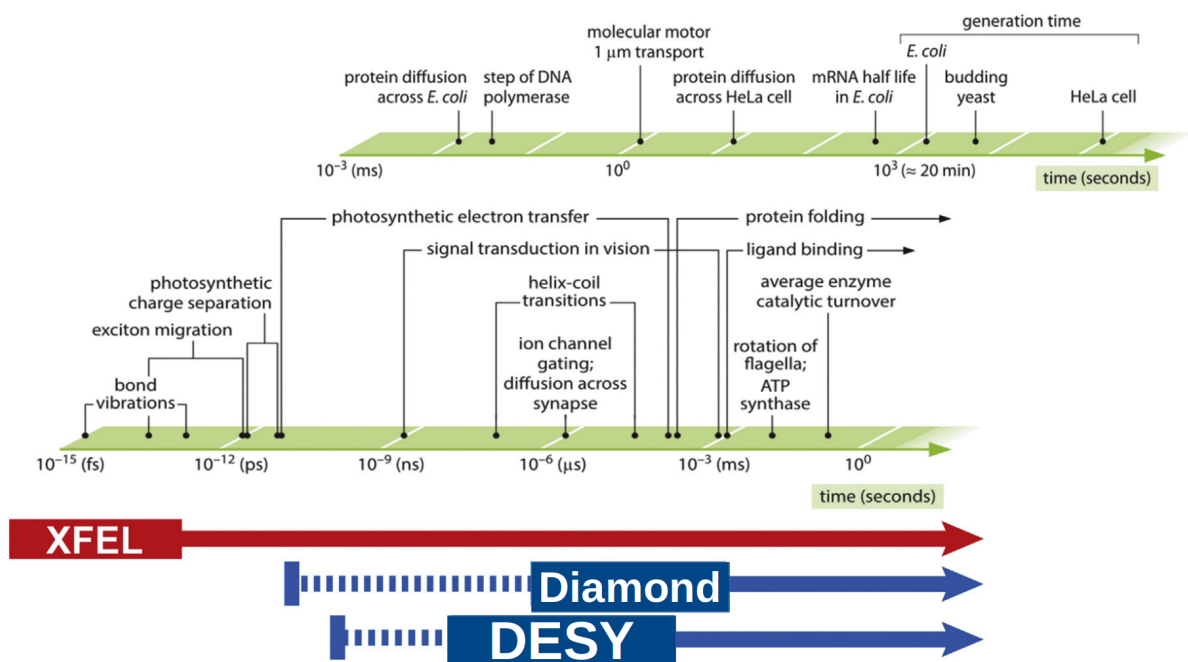 generation time
molecular motor
1 μm transport
E. coli
protein diffusion
across E. coli
step of DNA
polymerase
protein diffusion
across HeLa cell
mRNA half life
in E. coli
budding
yeast
HeLa cell
10⁻³ (ms)
10⁰
10³ (≈ 20 min)
time (seconds)
photosynthetic electron transfer
protein folding
signal transduction in vision
ligand binding
photosynthetic
charge separation
helix-coil
transitions
average enzyme
catalytic turnover
exciton migration
ion channel
gating;
diffusion across
synapse
rotation of
flagella;
ATP
synthase
bond
vibrations
10⁻¹⁵ (fs)
10⁻¹² (ps)
10⁻⁹ (ns)
10⁻⁶ (μs)
10⁻³ (ms)
10⁰
time (seconds)
XFEL
Diamond
DESY